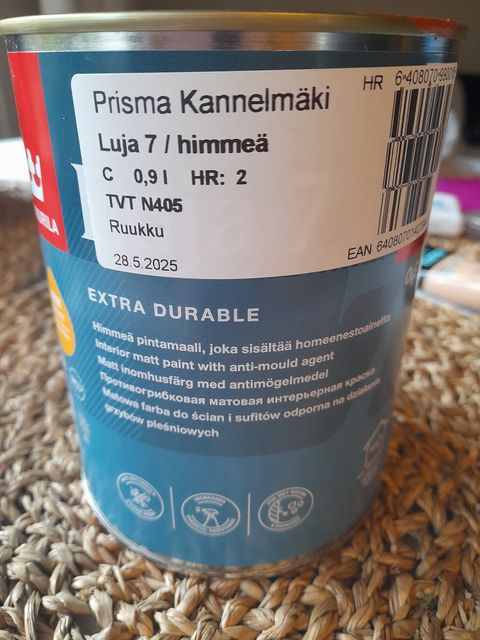 Prisma Kannelmäki
HR
Luja 7 / himmeä
C 0,9 l HR: 2
TVT N405
Ruukku
28.5.2025
EAN
EXTRA DURABLE
Himmeä pintamaali, joka sisältää homeenestoainetta
Interior matt paint with anti-mould agent
Matt inomhusfärg med antimögelmedel
Противогрибковая матовая интерьерная краска
Matowa farba do ścian i sufitów odporna na działanie
grzybów pleśniowych